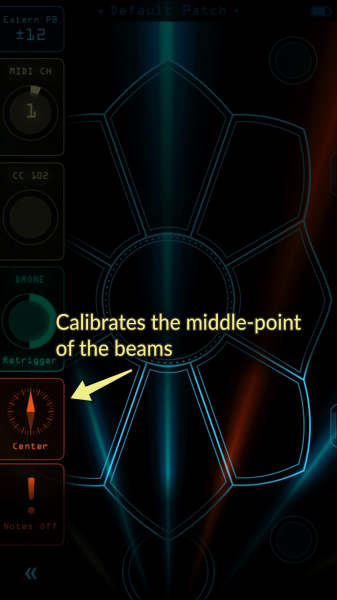 Default Patch
Extern PB
±12
MIDI CH
1
CC 102
DRONE
Calibrates the middle-point
of the beams
Retrigger
Center
!
Notes Off
«